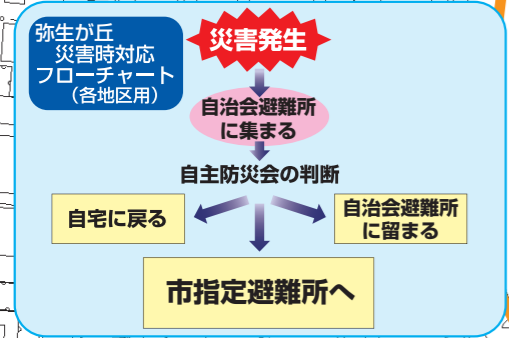 弥生が丘
災害時対応
フローチャート
（各地区用）
災害発生
自治会避難所
に集まる
自主防災会の判断
自宅に戻る
自治会避難所
に留まる
市指定避難所へ